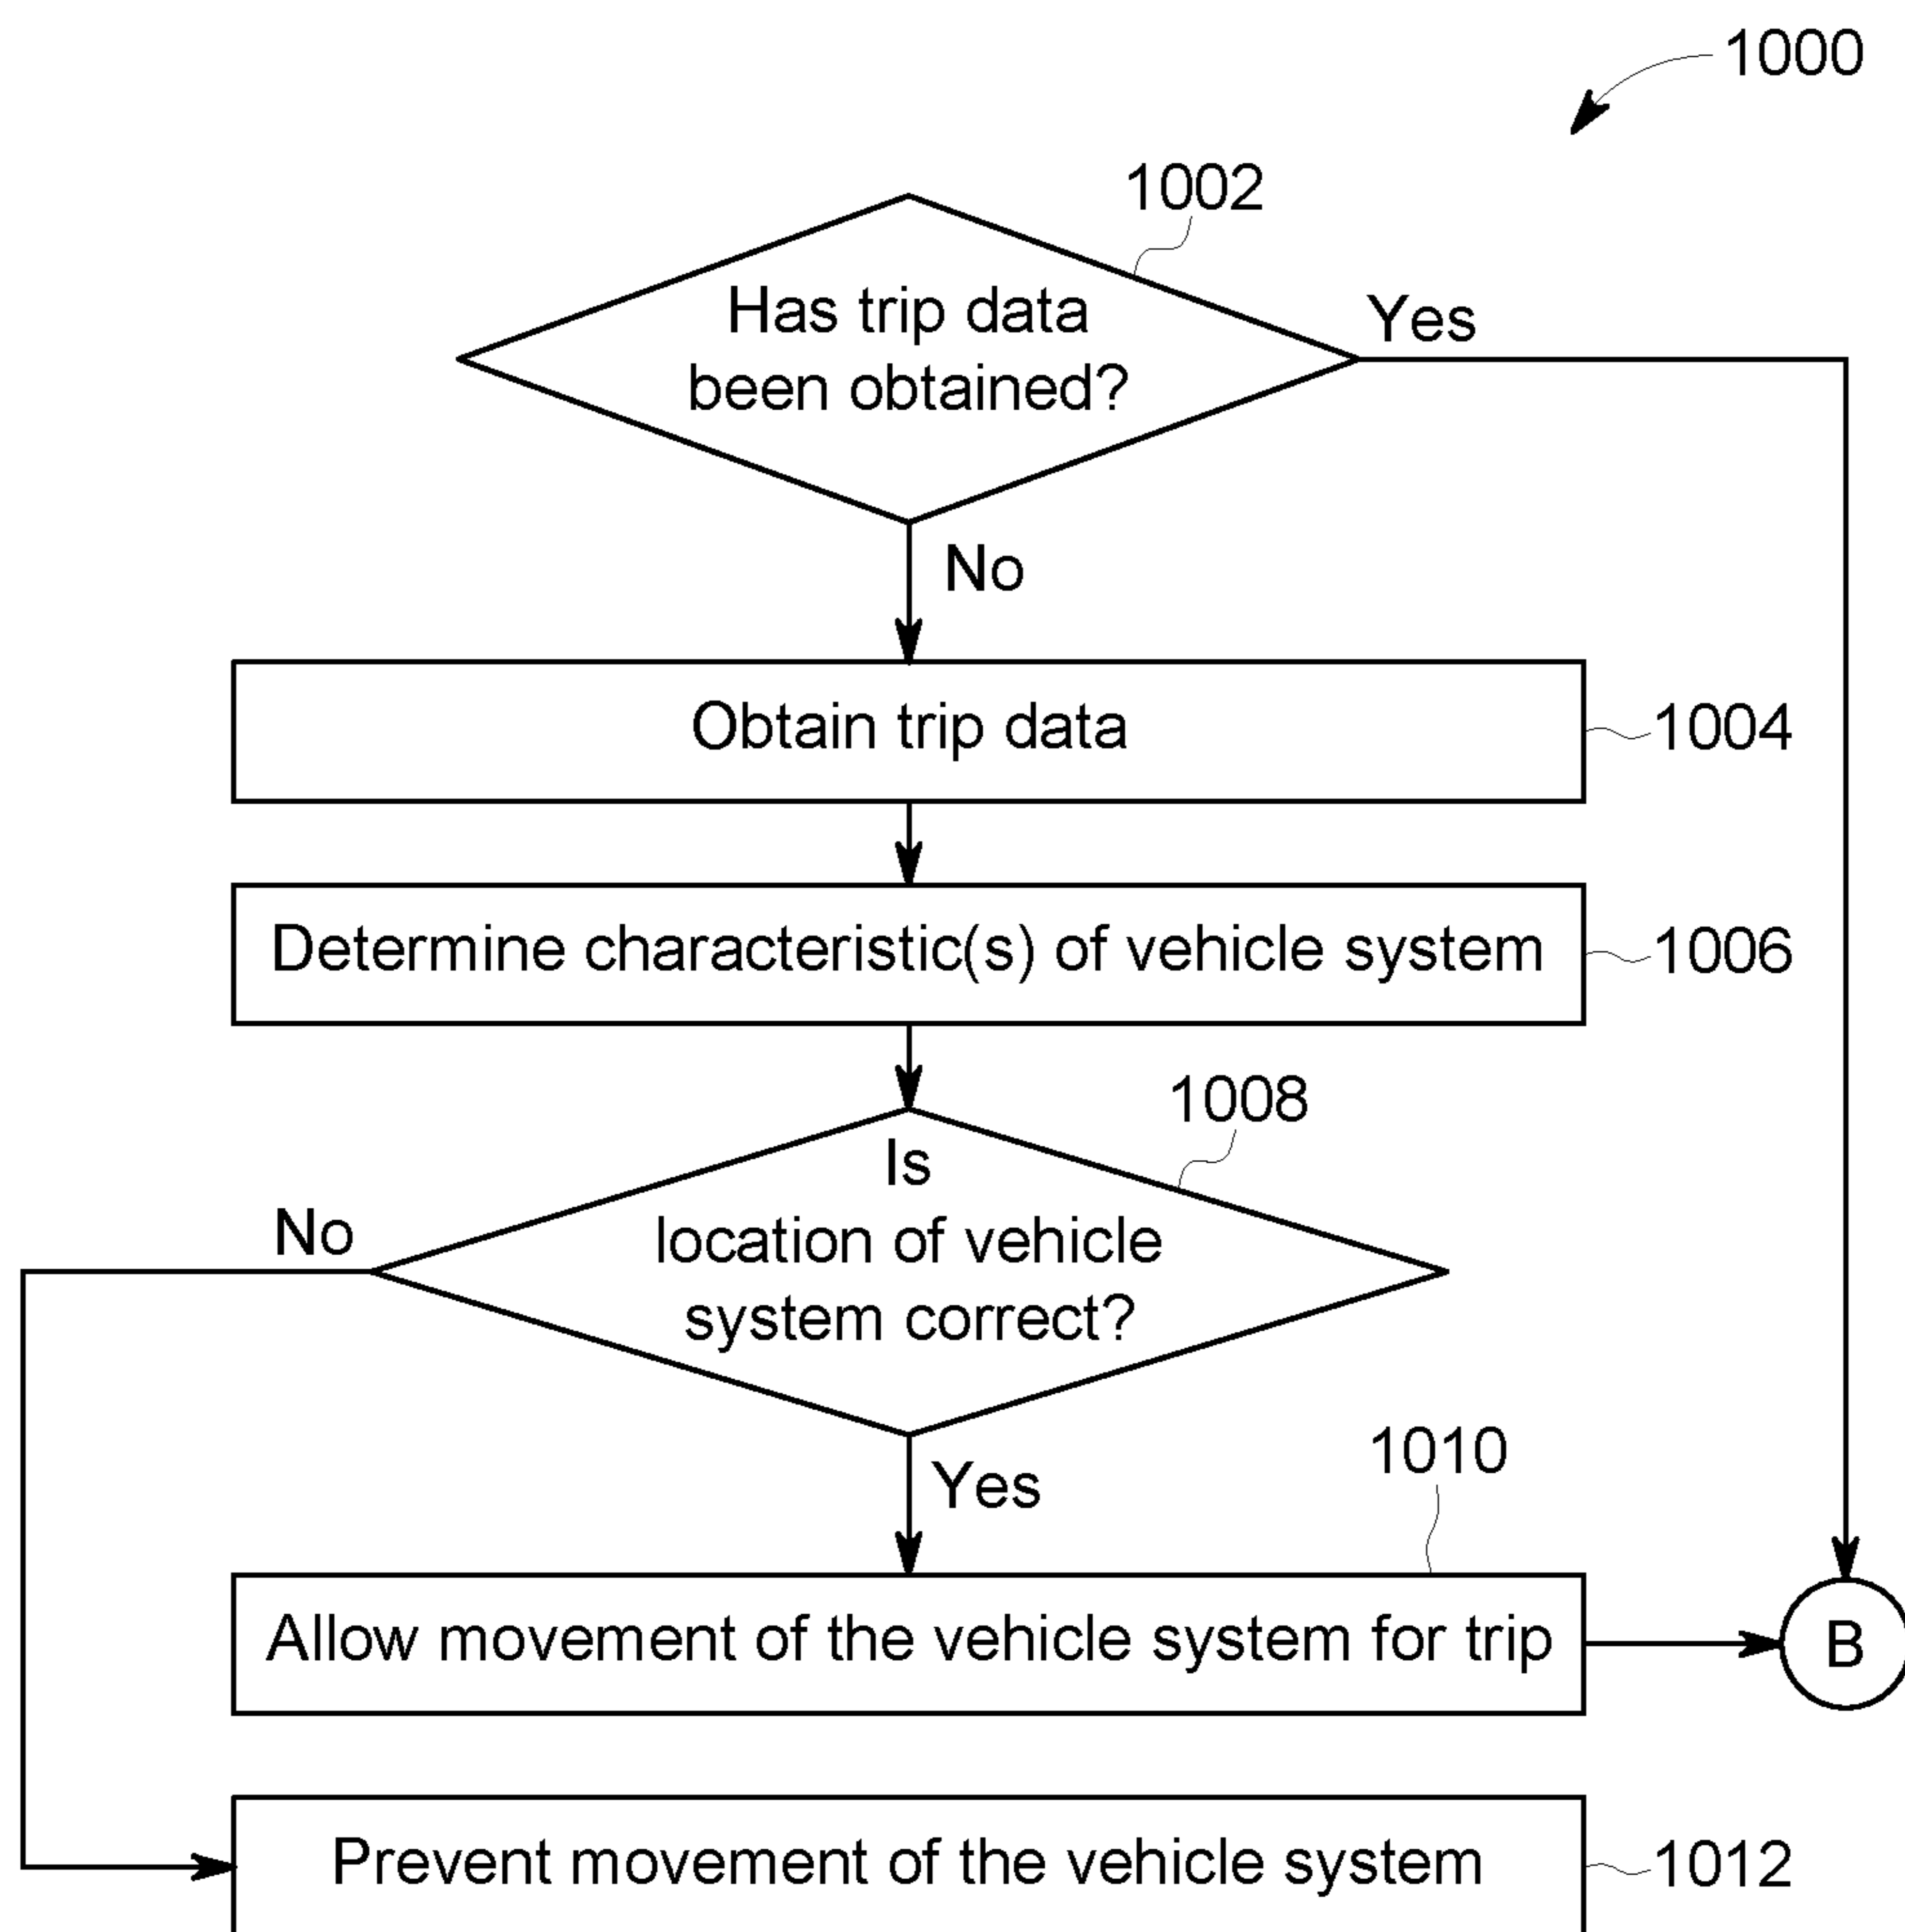 1000
1002
Has trip data
been obtained?
Yes
No
Obtain trip data
1004
Determine characteristic(s) of vehicle system
1006
1008
Is
location of vehicle
system correct?
No
Yes
1010
Allow movement of the vehicle system for trip
B
Prevent movement of the vehicle system
1012